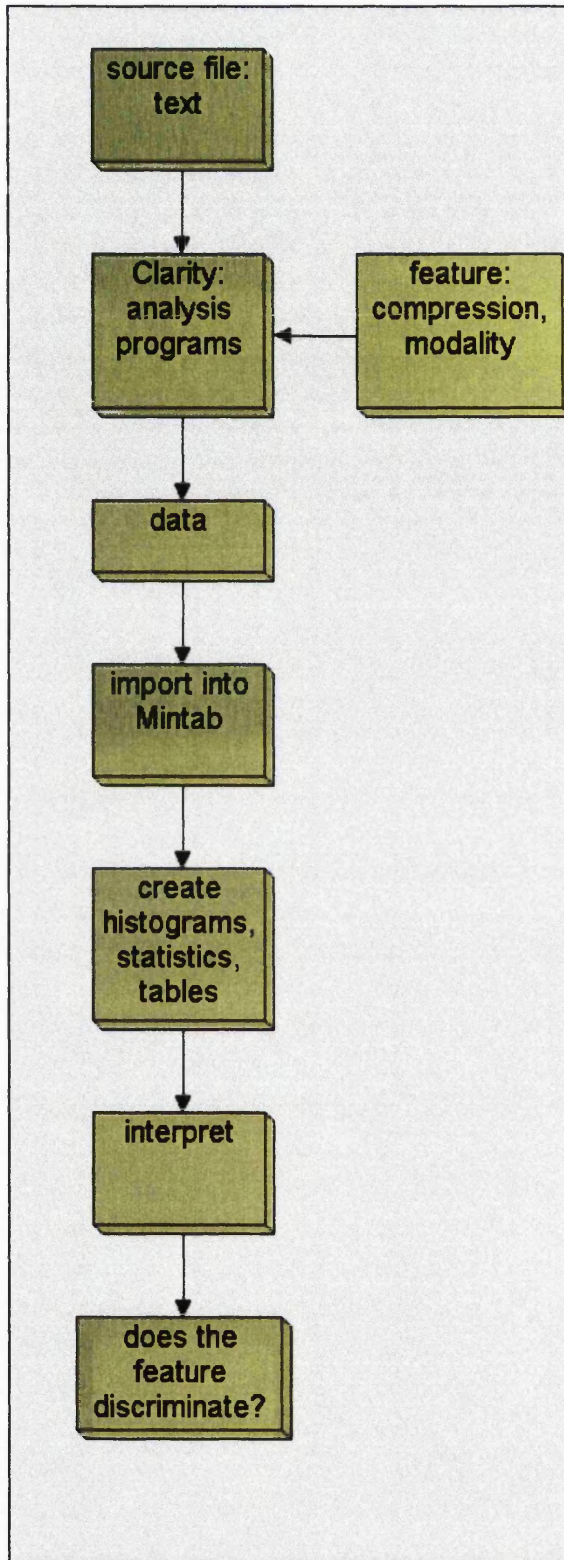 source file:
text
Clarity:
analysis
programs
feature:
compression,
modality
data
import into
Mintab
create
histograms,
statistics,
tables
interpret
does the
feature
discriminate?